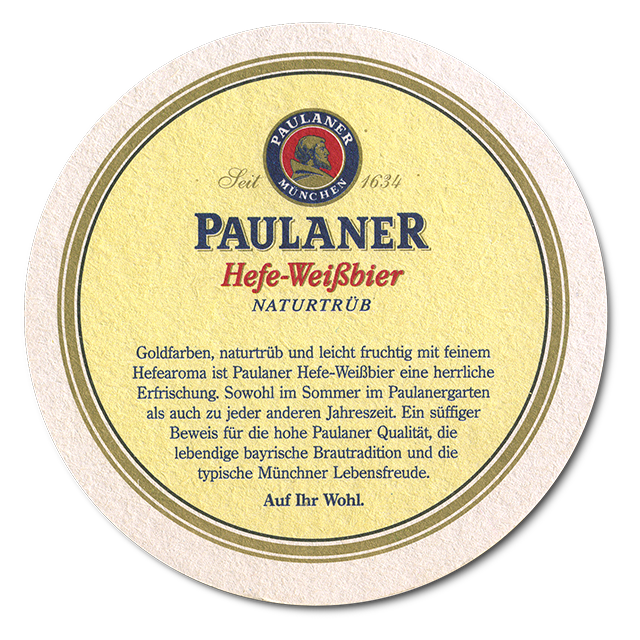 PAULANER
MÜNCHEN
Seit 1634
PAULANER
Hefe-Weißbier
NATURTRÜB
Goldfarben, naturtrüb und leicht fruchtig mit feinem
Hefearoma ist Paulaner Hefe-Weißbier eine herrliche
Erfrischung. Sowohl im Sommer im Paulanergarten
als auch zu jeder anderen Jahreszeit. Ein süffiger
Beweis für die hohe Paulaner Qualität, die
lebendige bayrische Brautradition und die
typische Münchner Lebensfreude.
Auf Ihr Wohl.